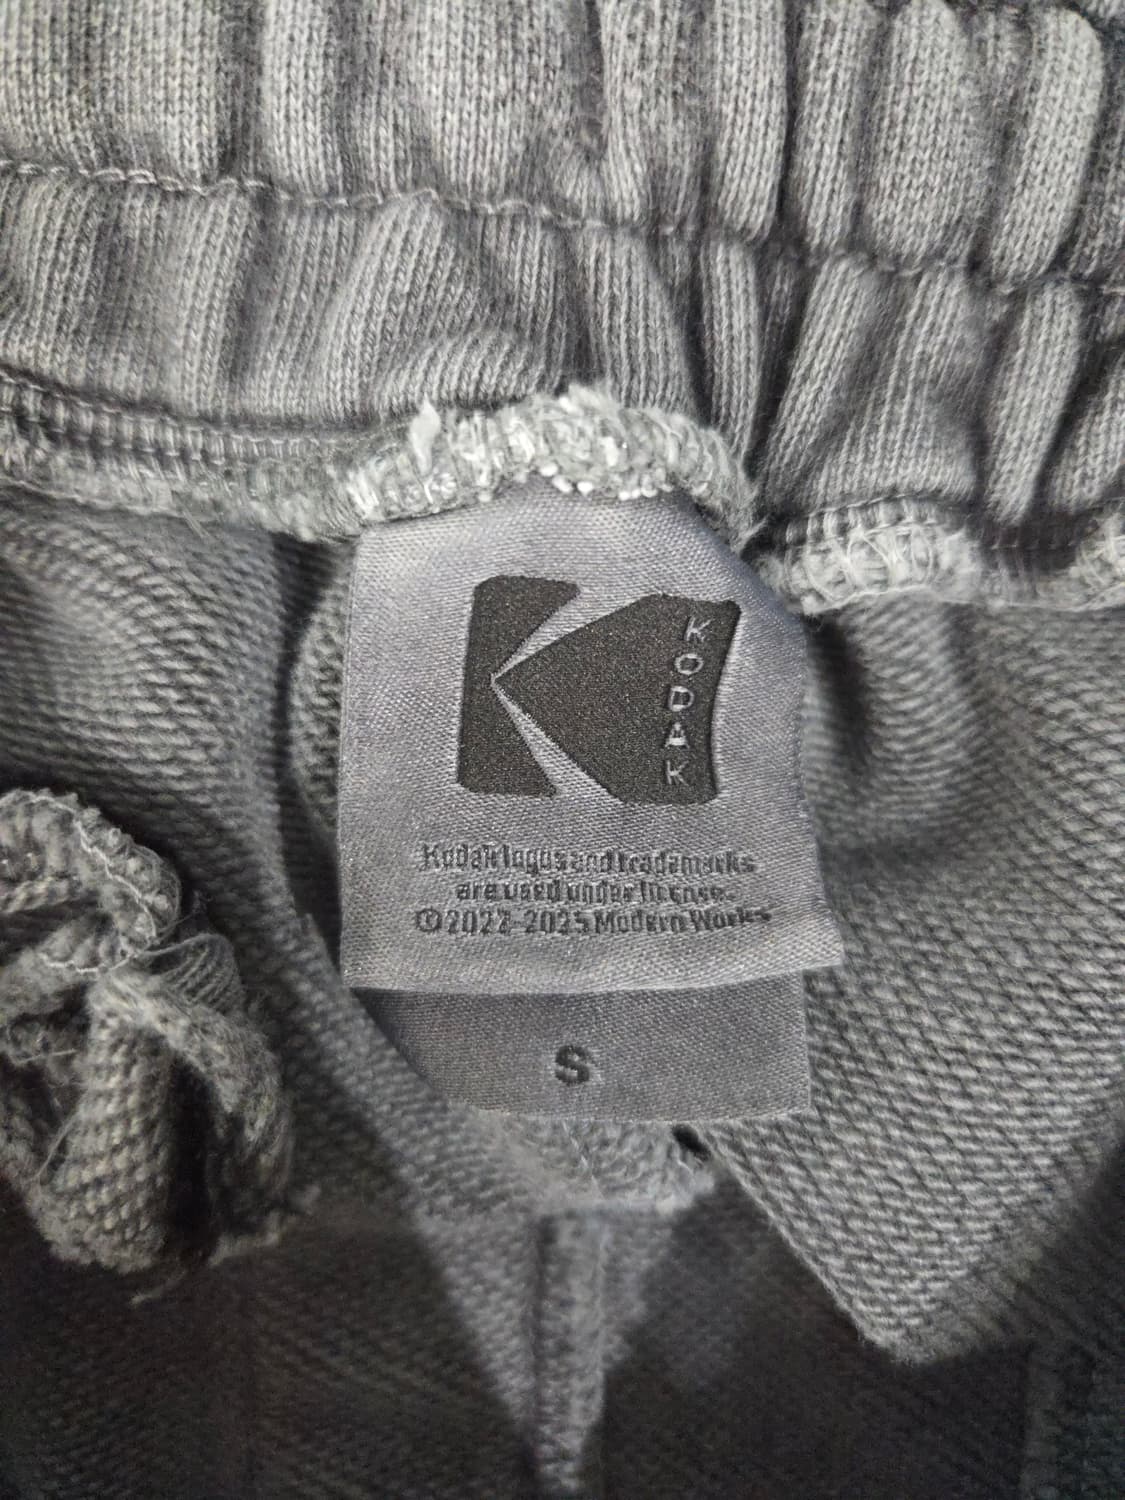 KODAK
Kodak logos and trademarks
are used under license.
©2022-2025 Modern Works
S